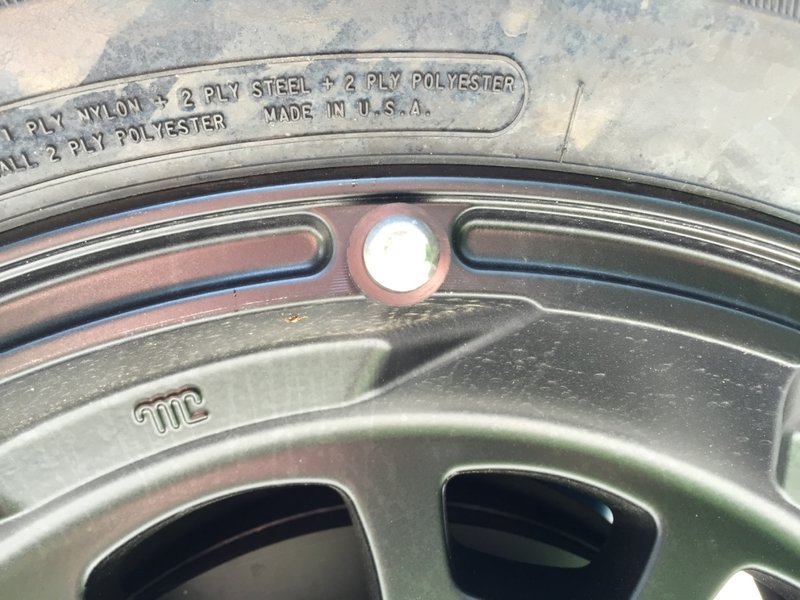 1 PLY NYLON + 2 PLY STEEL + 2 PLY POLYESTER
ALL 2 PLY POLYESTER MADE IN U.S.A.